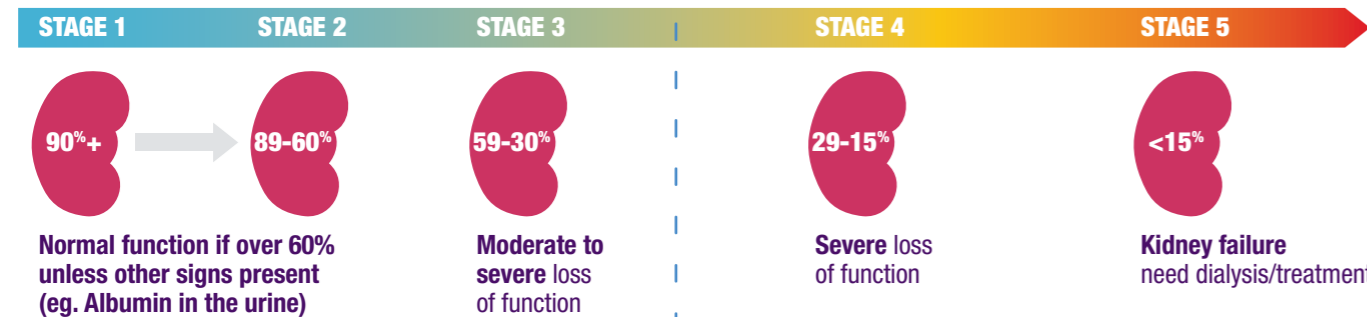 STAGE 1 STAGE 2 STAGE 3 STAGE 4 STAGE 5
90%+ 89-60% 59-30% 29-15% <15%
Normal function if over 60%
unless other signs present
(eg. Albumin in the urine)
Moderate to
severe loss
of function
Severe loss
of function
Kidney failure
need dialysis/treatment